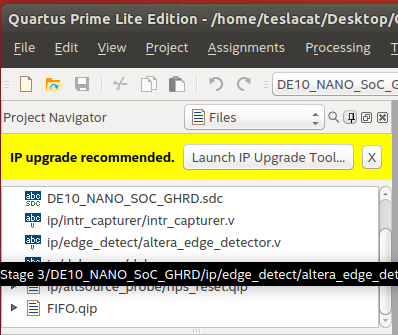 Quartus Prime Lite Edition - /home/teslacat/Desktop/
File Edit View Project Assignments Processing
DE10_NANO_SoC_GHRD
Project Navigator Files
IP upgrade recommended. Launch IP Upgrade Tool... X
DE10_NANO_SOC_GHRD.sdc
ip/intr_capturer/intr_capturer.v
ip/edge_detect/altera_edge_detector.v
Stage 3/DE10_NANO_SoC_GHRD/ip/edge_detect/altera_edge_det
ip/altsource_probe/hps_reset.qip
FIFO.qip